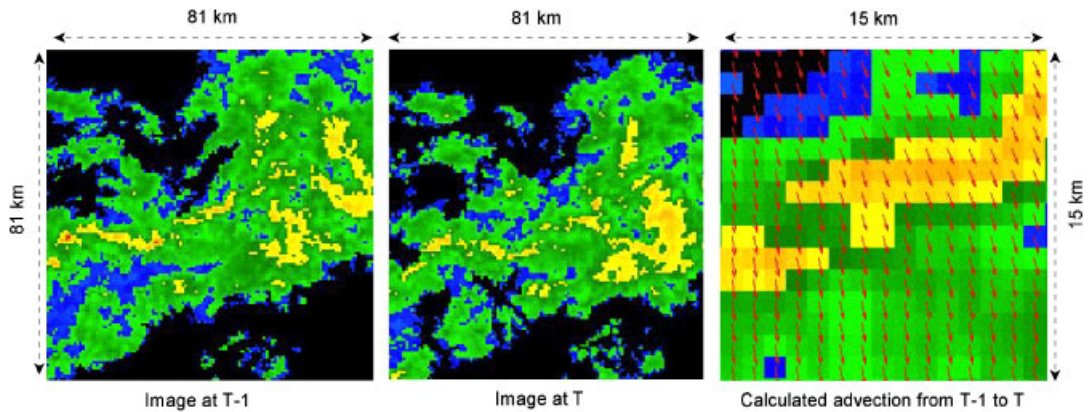 81 km
81 km
15 km
81 km
15 km
Image at T-1
Image at T
Calculated advection from T-1 to T